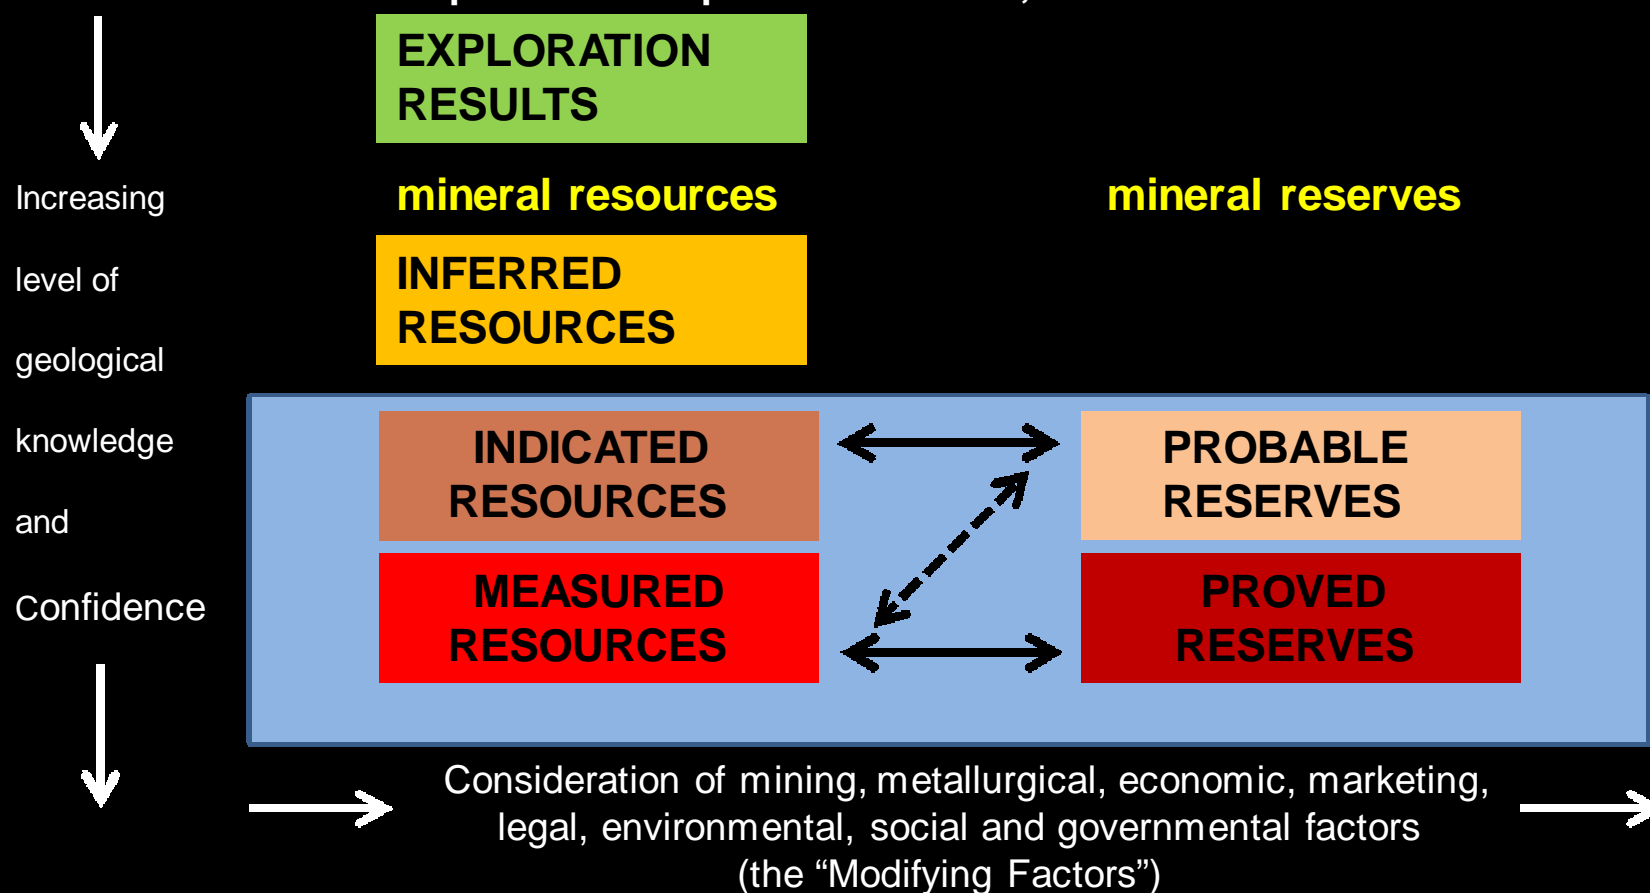 EXPLORATION
RESULTS
mineral resources
mineral reserves
INFERRED
RESOURCES
Increasing
level of
geological
knowledge
and
Confidence
INDICATED
RESOURCES
PROBABLE
RESERVES
MEASURED
RESOURCES
PROVED
RESERVES
Consideration of mining, metallurgical, economic, marketing,
legal, environmental, social and governmental factors
(the “Modifying Factors”)